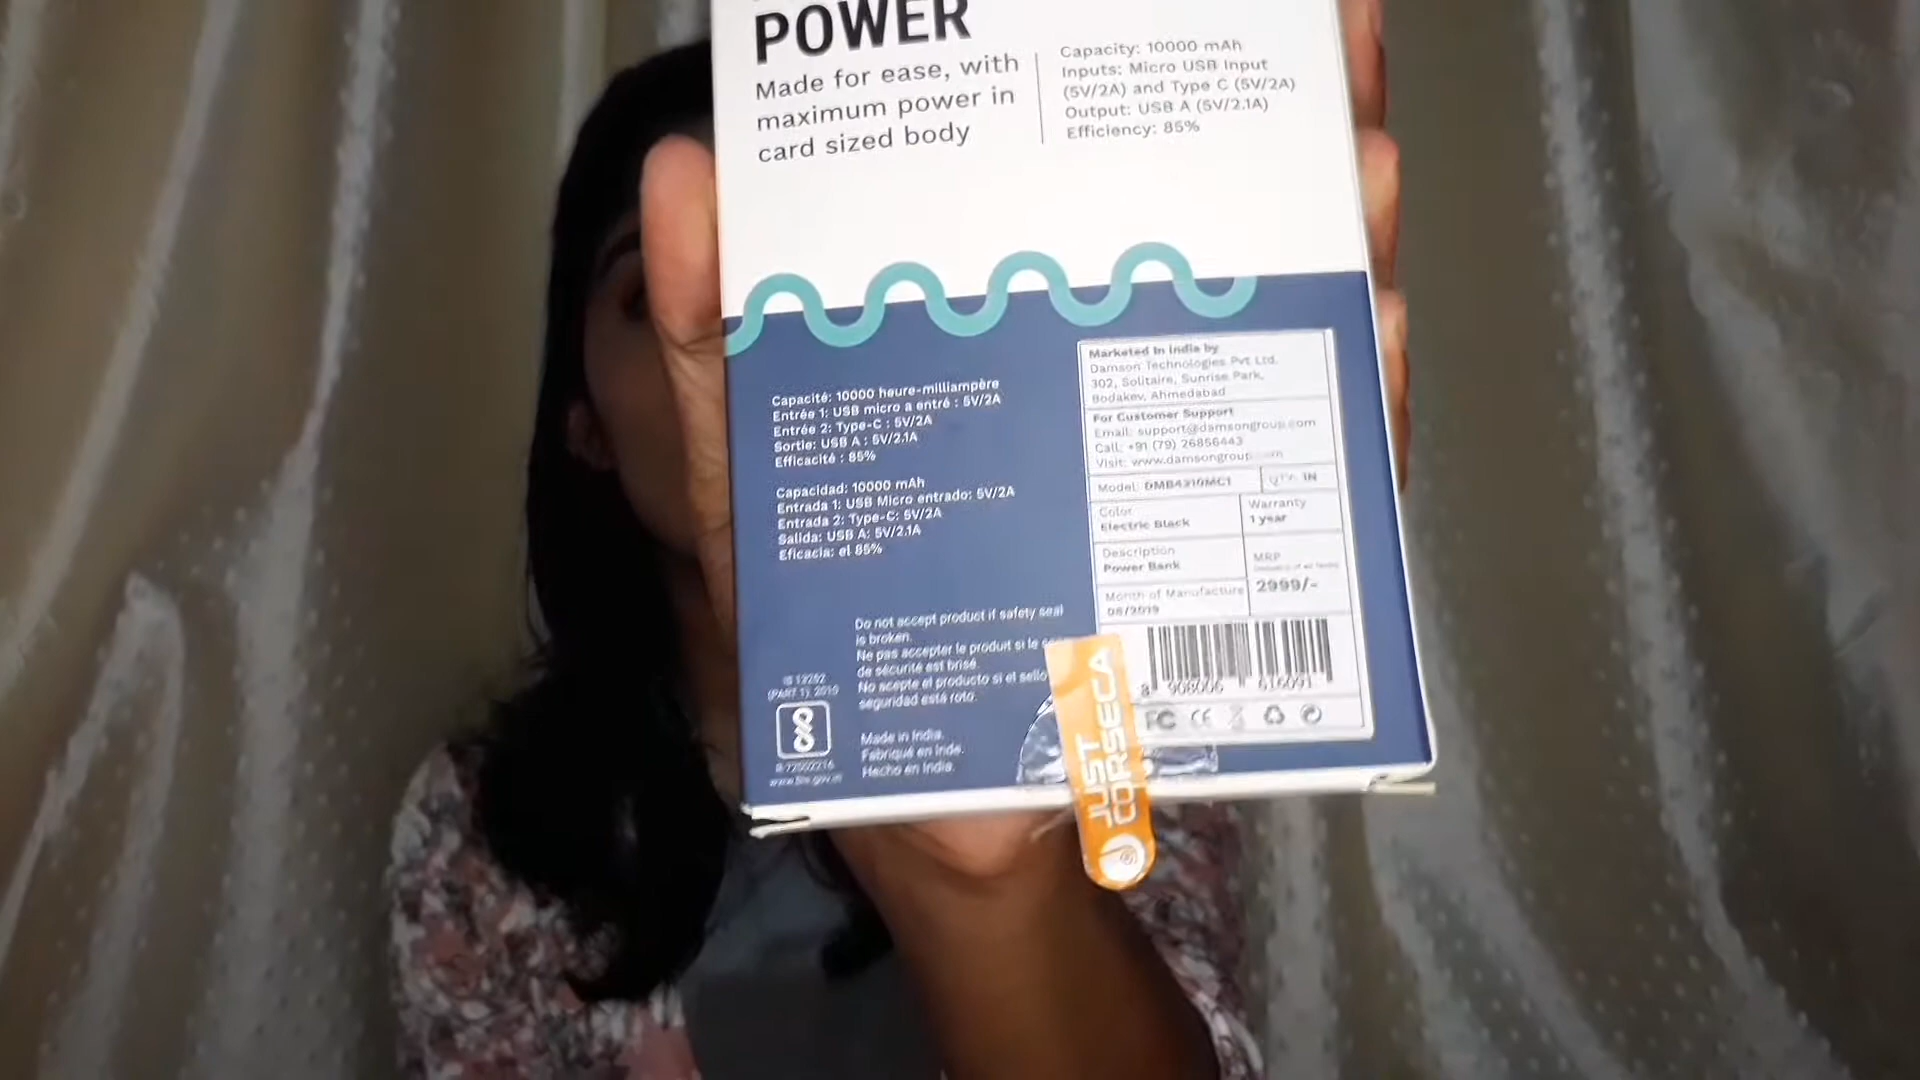 POWER
Made for ease, with
maximum power in
card sized body
Capacity: 10000 mAh
Inputs: Micro USB Input
(5V/2A) and Type C (5V/2A)
Output: USB A (5V/2.1A)
Efficiency: 85%
Capacité: 10000 heure-milliampère
Entrée 1: USB micro a entré : 5V/2A
Entrée 2: Type-C : 5V/2A
Sortie: USB A : 5V/2.1A
Efficacité : 85%
Capacidad: 10000 mAh
Entrada 1: USB Micro entrado: 5V/2A
Entrada 2: Type-C: 5V/2A
Salida: USB A: 5V/2.1A
Eficacia: el 85%
Do not accept product if safety seal
is broken.
Ne pas accepter le produit si le
de sécurité est brisé.
No acepte el producto si el sello
seguridad está roto.
Made in India.
Fabriqué en Inde.
Hecho en India.
IS 13252
(PART 1): 2010
Marketed in India by
Damson Technologies Pvt. Ltd.
302, Solitaire, Sunrise Park,
Bodakev, Ahmedabad
For Customer Support
Email: support@damsongroup.com
Call: +91 (79) 26856443
Visit: www.damsongroup
Model:
Color
Electric Black
Warranty
1 year
Description
Power Bank
MRP
2999/-
Month of Manufacture
08/2019
8 908006 616091
FC CE
JUST
CORSECA